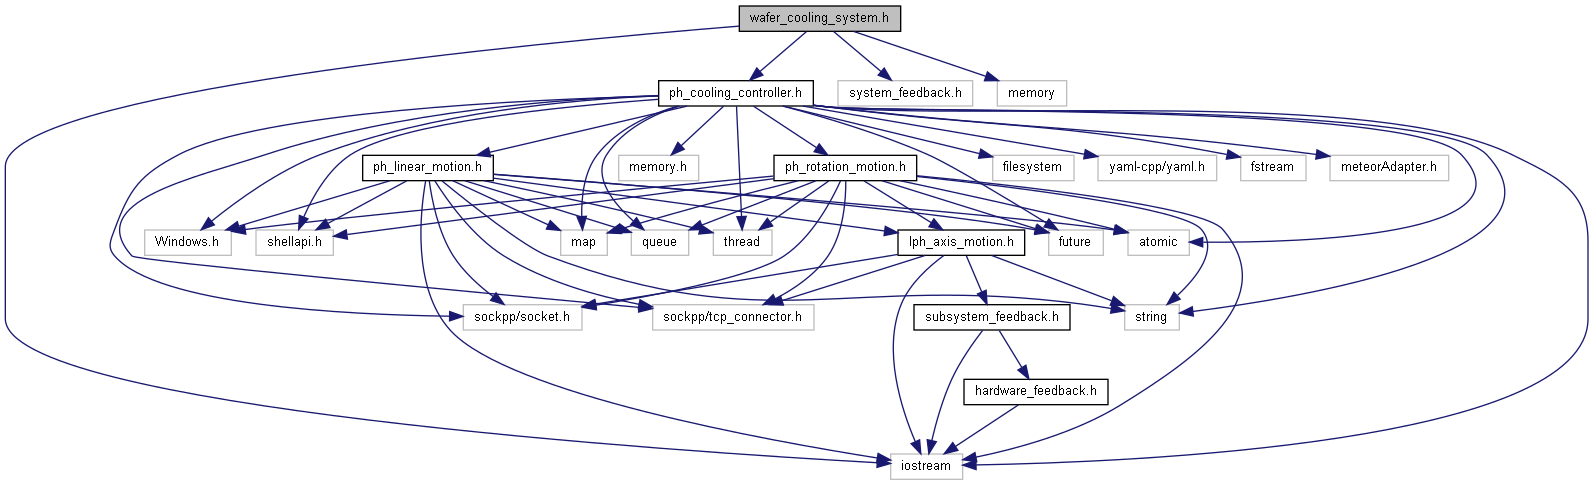 wafer_cooling_system.h
ph_cooling_controller.h
system_feedback.h
memory
ph_linear_motion.h
memory.h
ph_rotation_motion.h
filesystem
yaml-cpp/yaml.h
fstream
meteorAdapter.h
Windows.h
shellapi.h
map
queue
thread
lph_axis_motion.h
future
atomic
sockpp/socket.h
sockpp/tcp_connector.h
subsystem_feedback.h
string
hardware_feedback.h
iostream